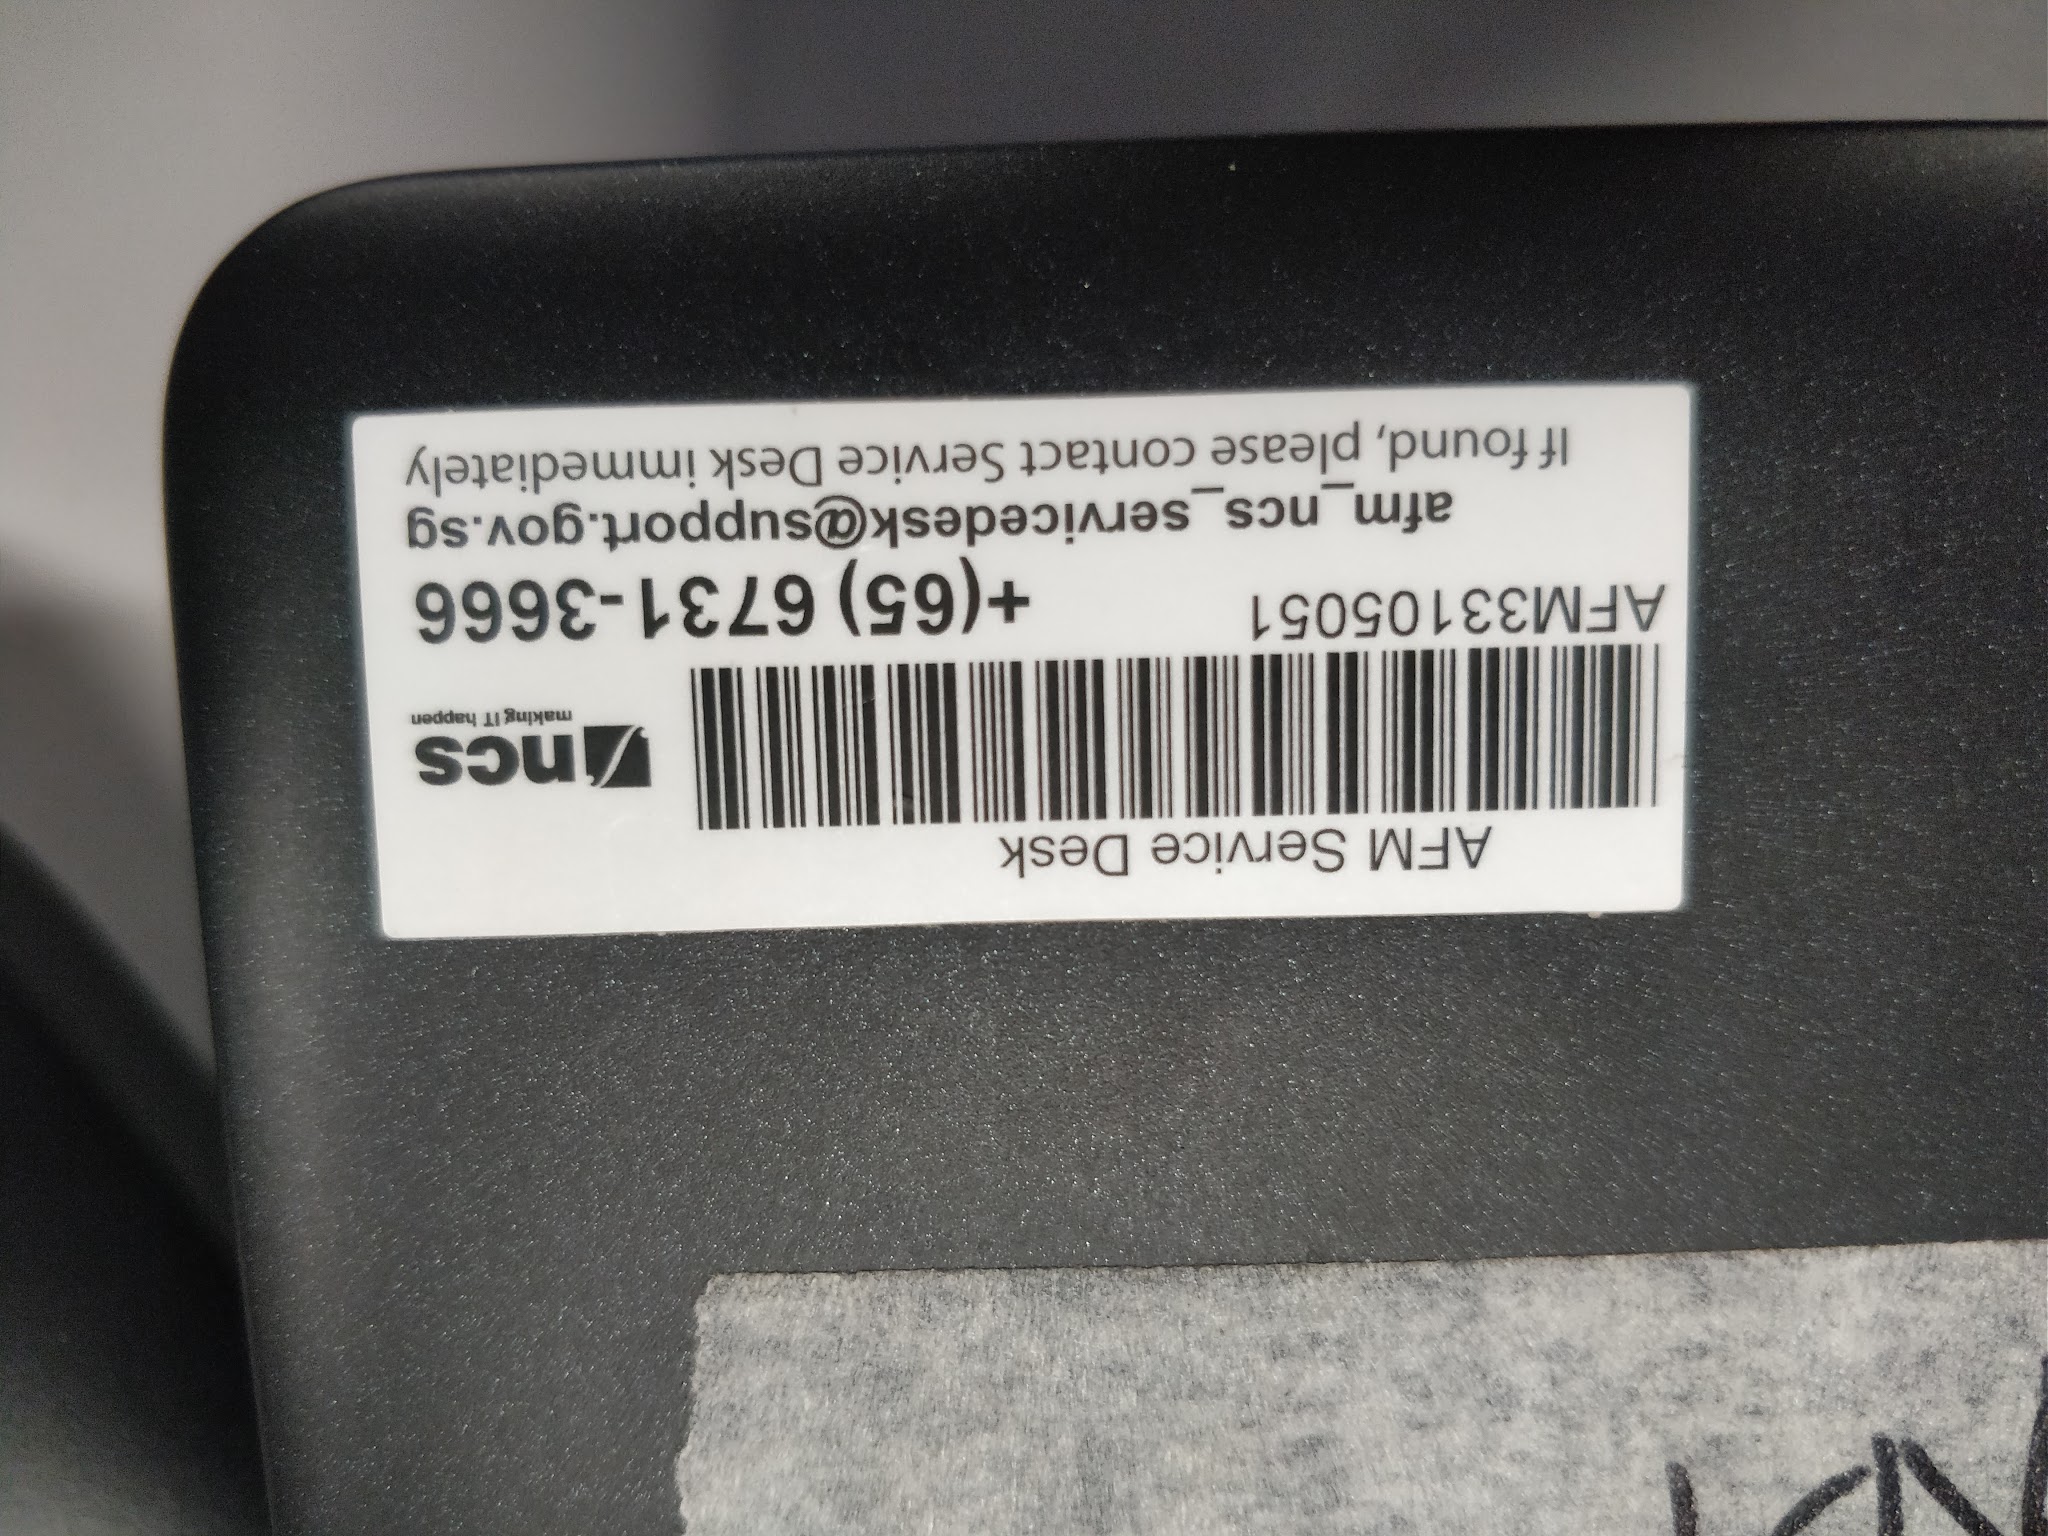 AFM Service Desk
ncs
making IT happen
AFM33105051
+(65) 6731-3666
afm_ncs_servicedesk@support.gov.sg
If found, please contact Service Desk immediately